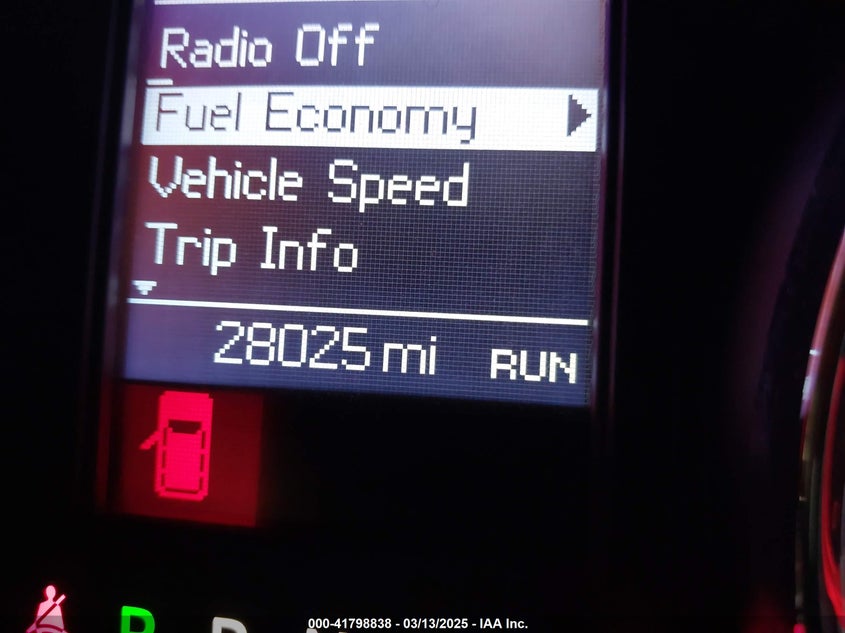 Radio Off
Fuel Economy
Vehicle Speed
Trip Info
28025 mi RUN
P R N
000-41798838 - 03/13/2025 - IAA Inc.